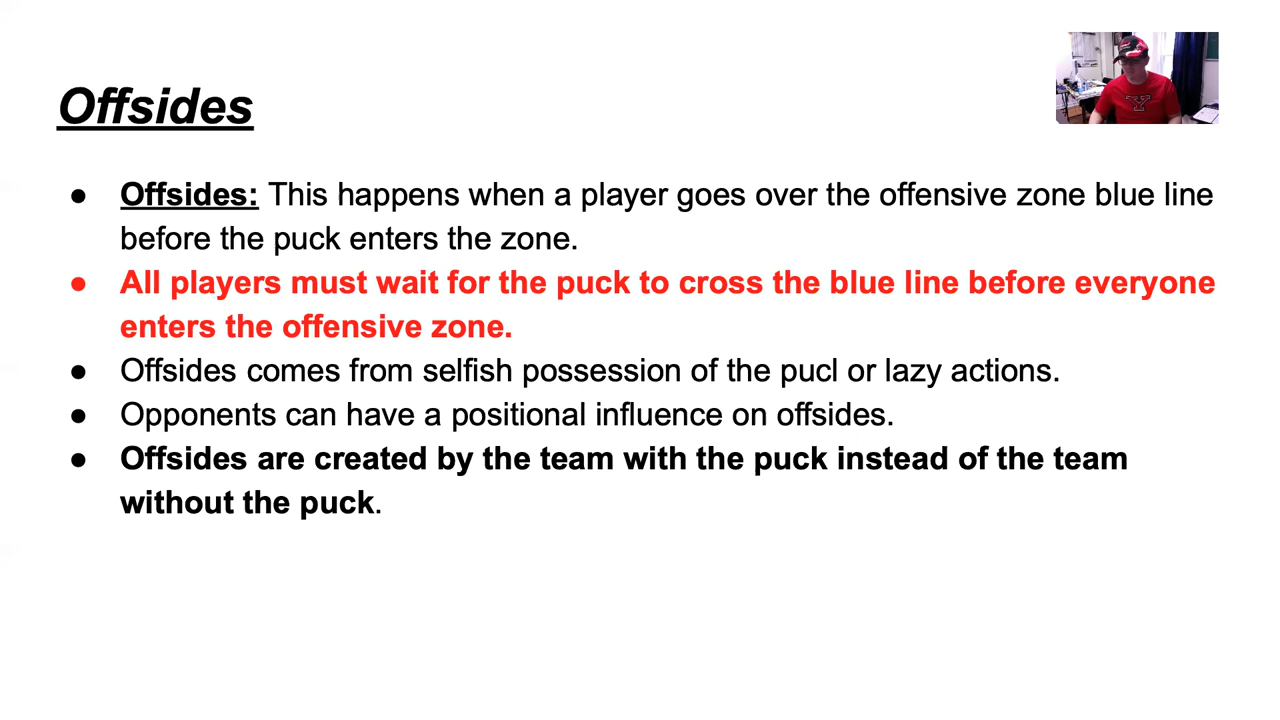 Offsides
● Offsides: This happens when a player goes over the offensive zone blue line
before the puck enters the zone.
● All players must wait for the puck to cross the blue line before everyone
enters the offensive zone.
● Offsides comes from selfish possession of the pucl or lazy actions.
● Opponents can have a positional influence on offsides.
● Offsides are created by the team with the puck instead of the team
without the puck.
Y